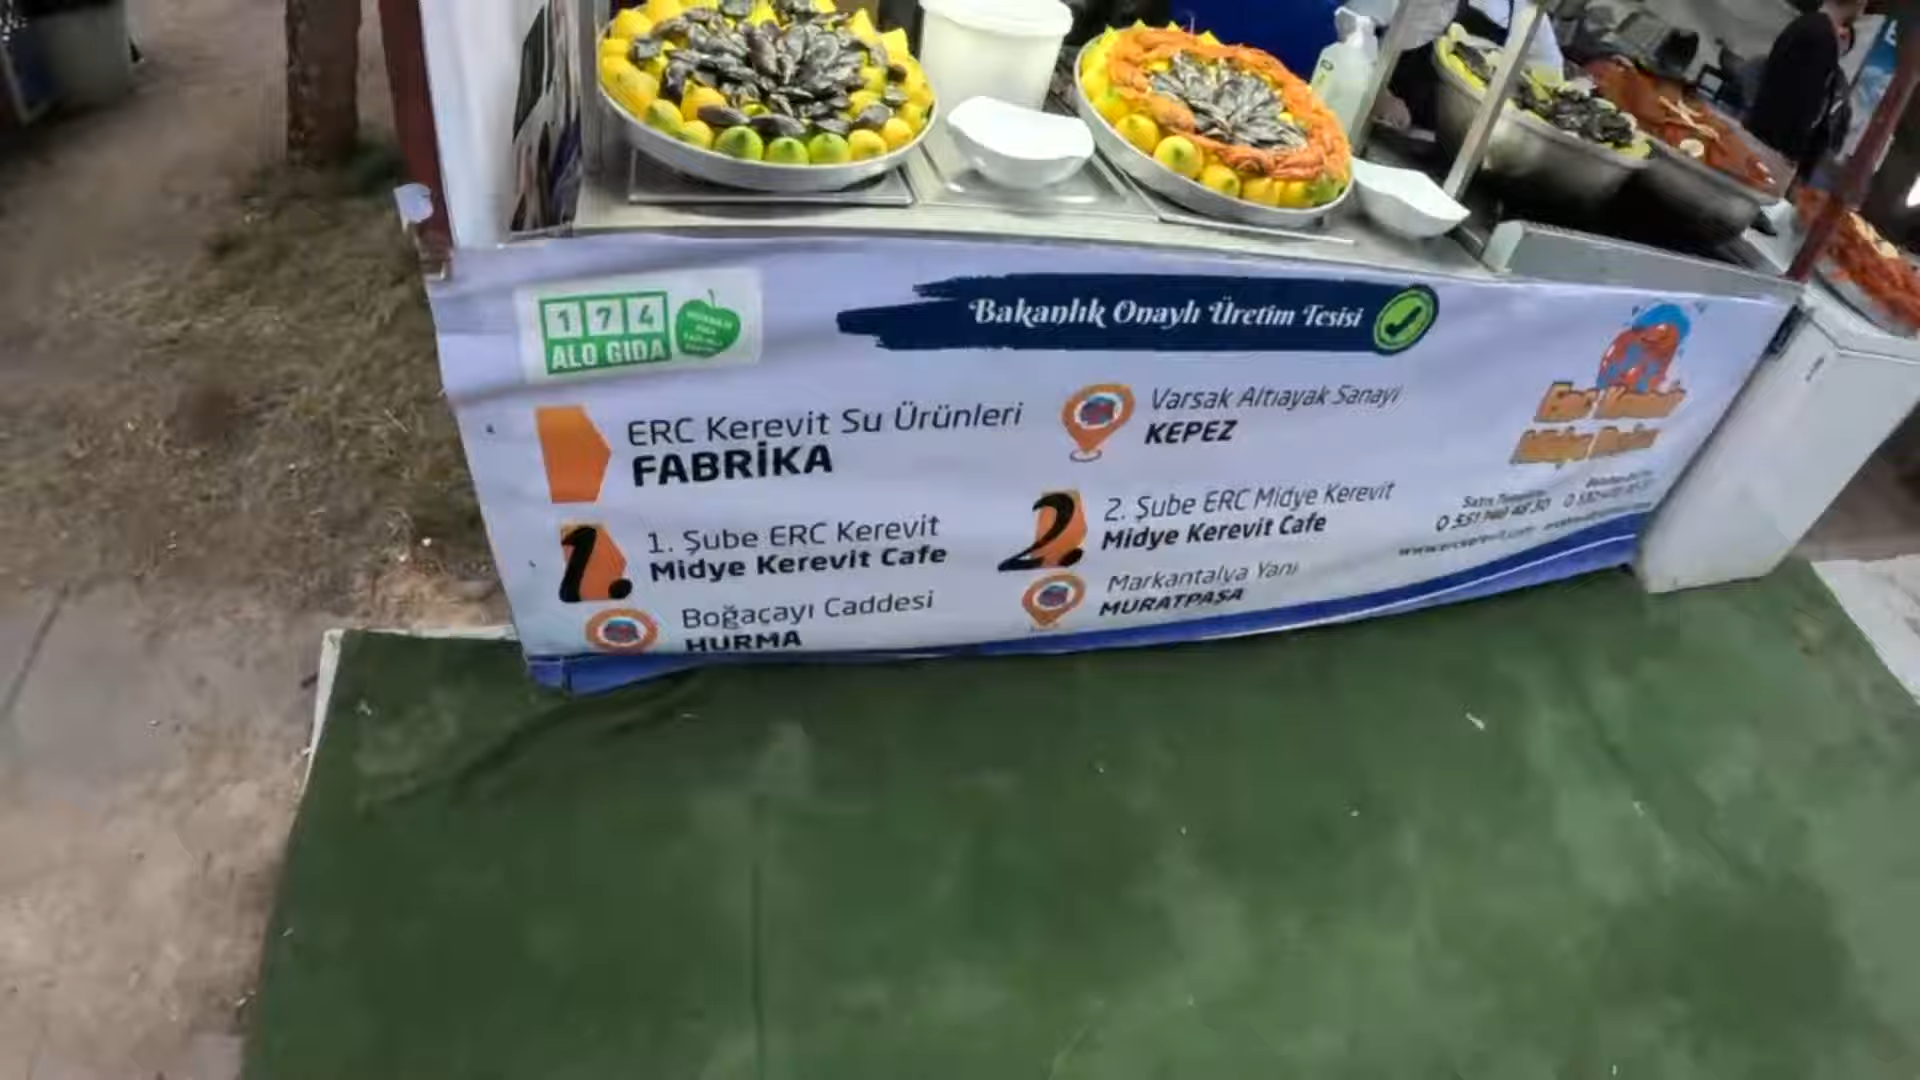 174
ALO GIDA
Bakanlık Onaylı Üretim Tesisi
ERC Kerevit Su Ürünleri
FABRİKA
Varsak Altıayak Sanayi
KEPEZ
1.
1. Şube ERC Kerevit
Midye Kerevit Cafe
Boğaçayı Caddesi
HURMA
2.
2. Şube ERC Midye Kerevit
Midye Kerevit Cafe
Markantalya Yanı
MURATPAŞA